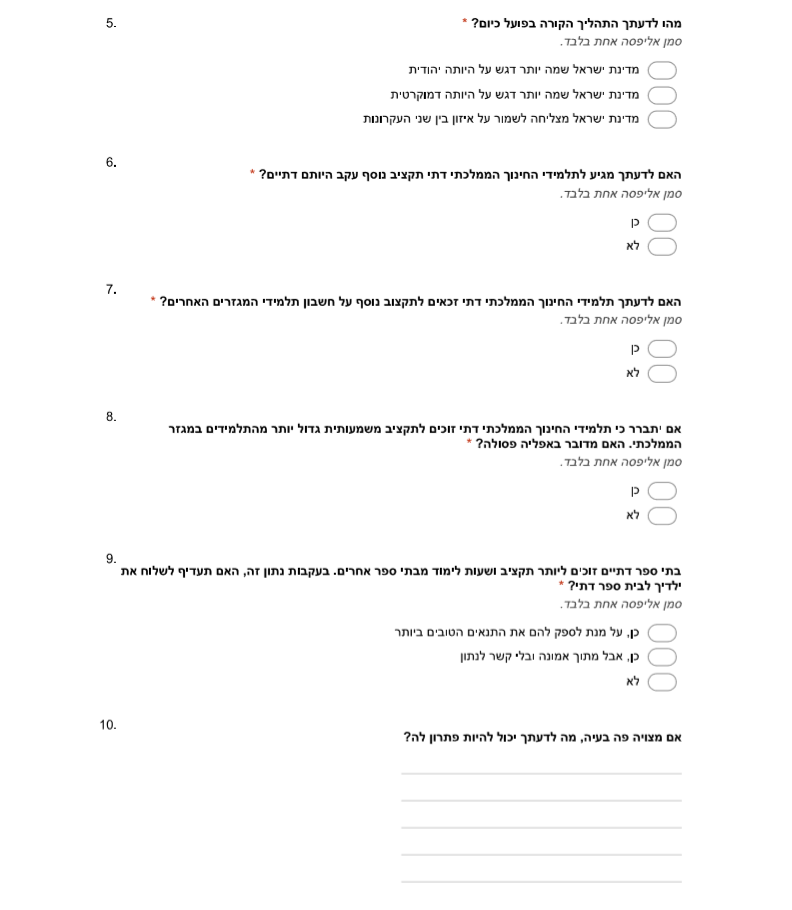 5.
מהו לדעתך התהליך הקורה בפועל כיום? *
סמן אליפסה אחת בלבד.
מדינת ישראל שמה יותר דגש על היותה יהודית
מדינת ישראל שמה יותר דגש על היותה דמוקרטית
מדינת ישראל מצליחה לשמור על איזון בין שני העקרונות
6.
האם לדעתך מגיע לתלמידי החינוך הממלכתי דתי תקציב נוסף עקב היותם דתיים? *
סמן אליפסה אחת בלבד.
כן
לא
7.
האם לדעתך תלמידי החינוך הממלכתי דתי זכאים לתקצוב נוסף על חשבון תלמידי המגזרים האחרים? *
סמן אליפסה אחת בלבד.
כן
לא
8.
אם יתברר כי תלמידי החינוך הממלכתי דתי זוכים לתקציב משמעותית גדול יותר מהתלמידים במגזר
הממלכתי. האם מדובר באפליה פסולה? *
סמן אליפסה אחת בלבד.
כן
לא
9.
בתי ספר דתיים זוכים ליותר תקציב ושעות לימוד מבתי ספר אחרים. בעקבות נתון זה, האם תעדיף לשלוח את
ילדיך לבית ספר דתי? *
סמן אליפסה אחת בלבד.
כן, על מנת לספק להם את התנאים הטובים ביותר
כן, אבל מתוך אמונה ובלי קשר לנתון
לא
10.
אם מצויה פה בעיה, מה לדעתך יכול להיות פתרון לה?